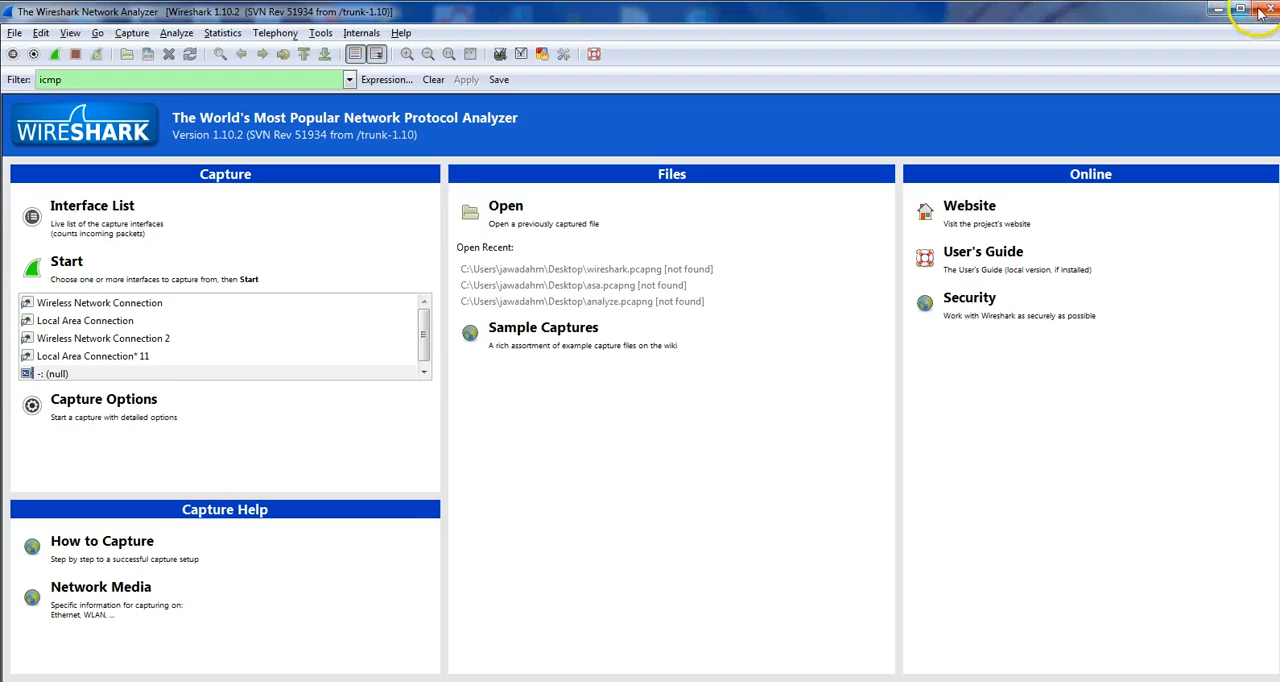 The Wireshark Network Analyzer [Wireshark 1.10.2 (SVN Rev 51934 from /trunk-1.10)]
File Edit View Go Capture Analyze Statistics Telephony Tools Internals Help
Filter: icmp Expression... Clear Apply Save
WIRESHARK
The World's Most Popular Network Protocol Analyzer
Version 1.10.2 (SVN Rev 51934 from /trunk-1.10)
Capture
Interface List
Live list of the capture interfaces
(counts incoming packets)
Start
Choose one or more interfaces to capture from, then Start
Wireless Network Connection
Local Area Connection
Wireless Network Connection 2
Local Area Connection* 11
-: (null)
Capture Options
Start a capture with detailed options
Capture Help
How to Capture
Step by step to a successful capture setup
Network Media
Specific information for capturing on:
Ethernet, WLAN, ...
Files
Open
Open a previously captured file
Open Recent:
C:\Users\jawadahm\Desktop\wireshark.pcapng [not found]
C:\Users\jawadahm\Desktop\asa.pcapng [not found]
C:\Users\jawadahm\Desktop\analyze.pcapng [not found]
Sample Captures
A rich assortment of example capture files on the wiki
Online
Website
Visit the project's website
User's Guide
The User's Guide (local version, if installed)
Security
Work with Wireshark as securely as possible